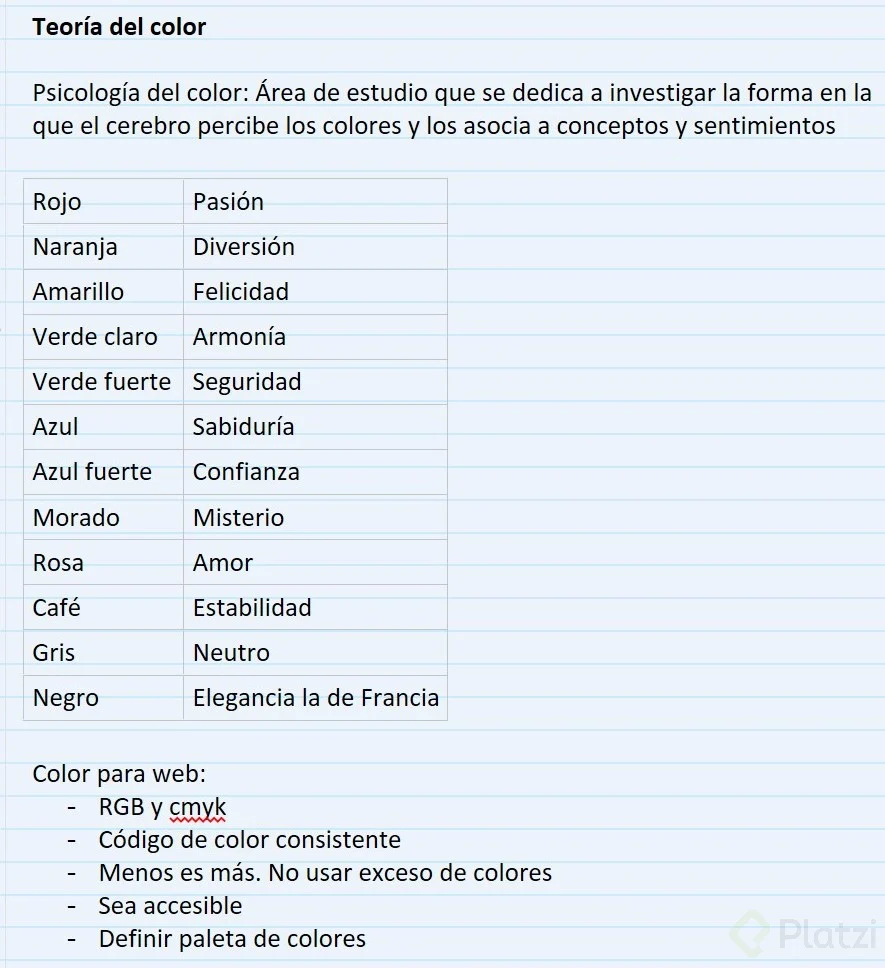 Teoría del color
Psicología del color: Área de estudio que se dedica a investigar la forma en la
que el cerebro percibe los colores y los asocia a conceptos y sentimientos
Rojo Pasión
Naranja Diversión
Amarillo Felicidad
Verde claro Armonía
Verde fuerte Seguridad
Azul Sabiduría
Azul fuerte Confianza
Morado Misterio
Rosa Amor
Café Estabilidad
Gris Neutro
Negro Elegancia la de Francia
Color para web:
- RGB y cmyk
- Código de color consistente
- Menos es más. No usar exceso de colores
- Sea accesible
- Definir paleta de colores
Platzi